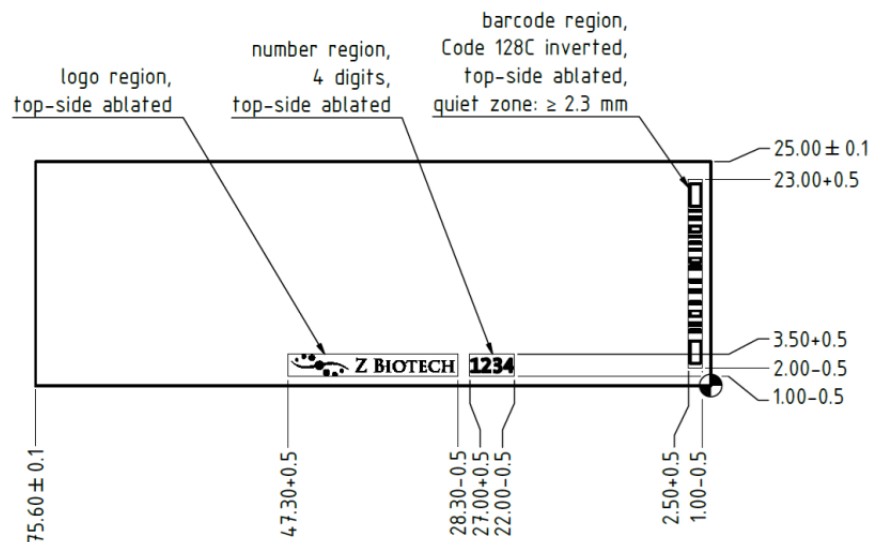 barcode region,
Code 128C inverted,
top-side ablated,
quiet zone: ≥ 2.3 mm
number region,
4 digits,
top-side ablated
logo region,
top-side ablated
25.00 ± 0.1
23.00+0.5
3.50+0.5
2.00-0.5
1.00-0.5
Z BIOTECH
1234
75.60 ± 0.1
47.30+0.5
28.30-0.5
27.00+0.5
22.00-0.5
2.50+0.5
1.00-0.5